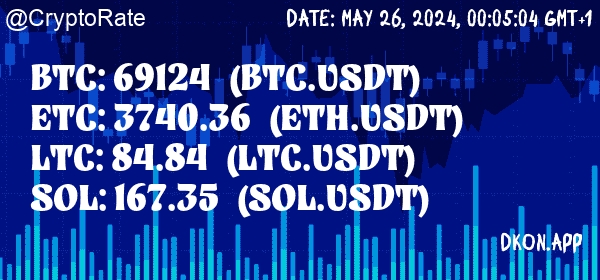 @CryptoRate
DATE: MAY 26, 2024, 00:05:04 GMT+1
BTC: 69124 (BTC.USDT)
ETC: 3740.36 (ETH.USDT)
LTC: 84.84 (LTC.USDT)
SOL: 167.35 (SOL.USDT)
DKON.APP